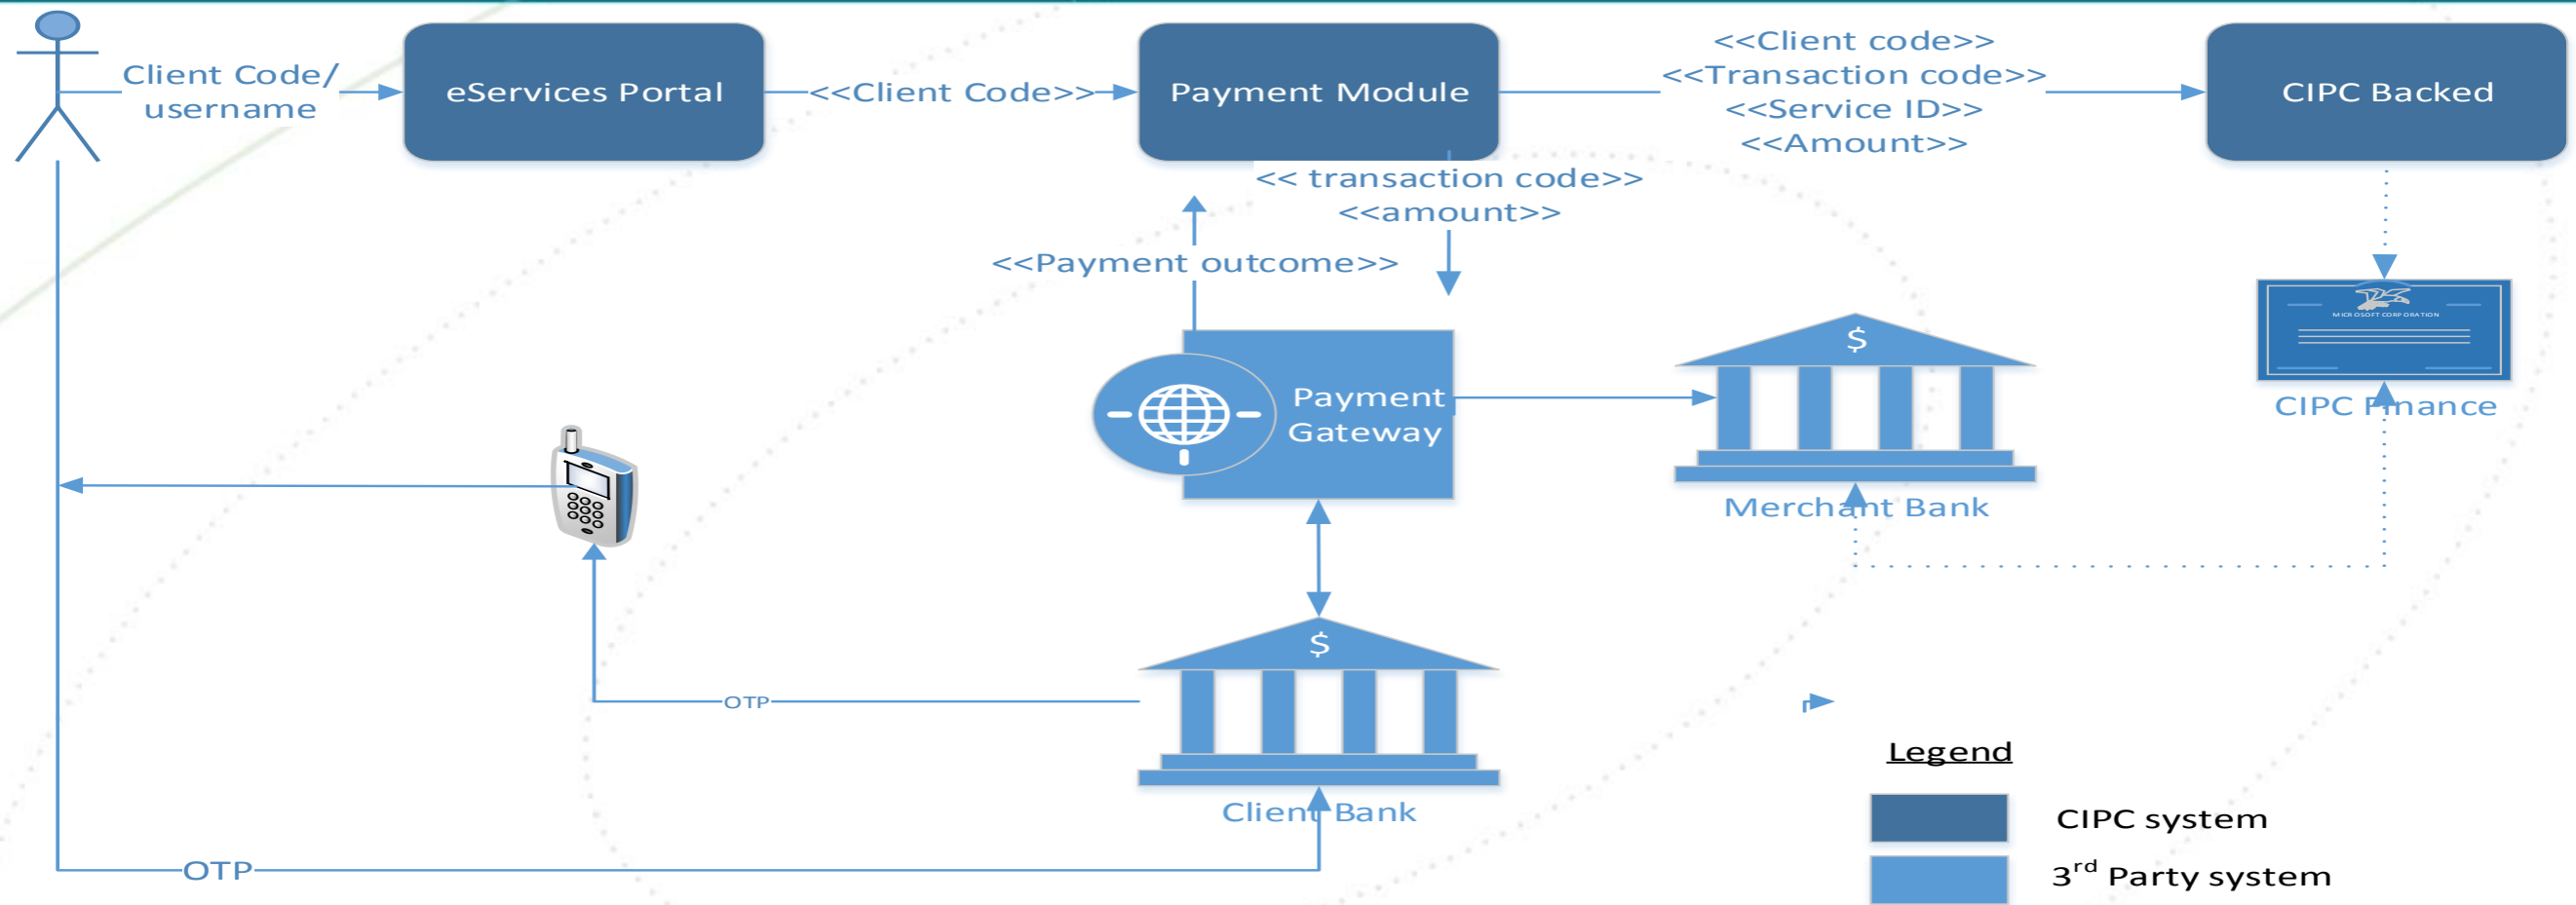 Client Code/
username
eServices Portal
<<Client Code>>
Payment Module
<<Client code>>
<<Transaction code>>
<<Service ID>>
<<Amount>>
CIPC Backed
<< transaction code>>
<<amount>>
<<Payment outcome>>
Payment
Gateway
$
Merchant Bank
MICROSOFT CORPORATION
CIPC Finance
$
Client Bank
OTP
OTP
Legend
CIPC system
3rd Party system